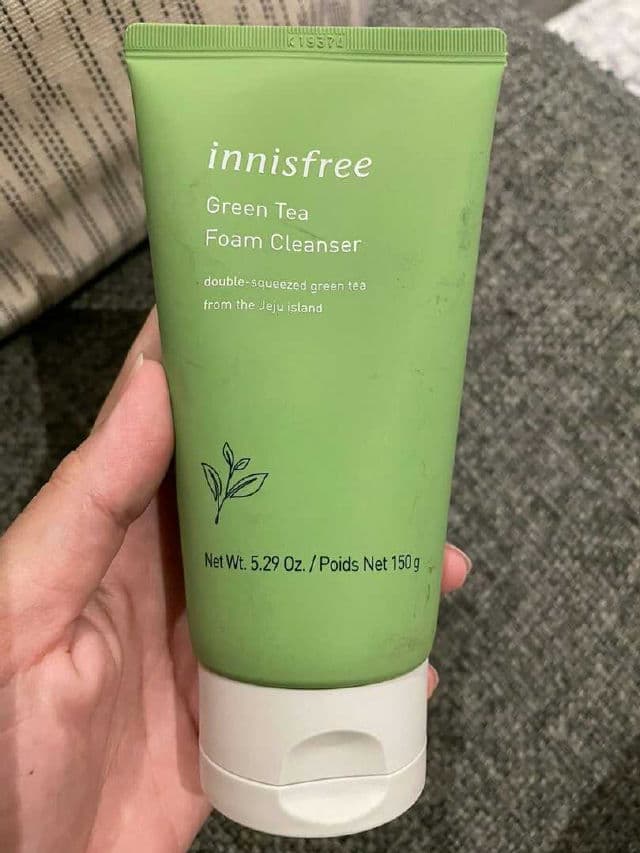 K1937L
innisfree
Green Tea
Foam Cleanser
double-squeezed green tea
from the Jeju island
Net Wt. 5.29 Oz. / Poids Net 150 g